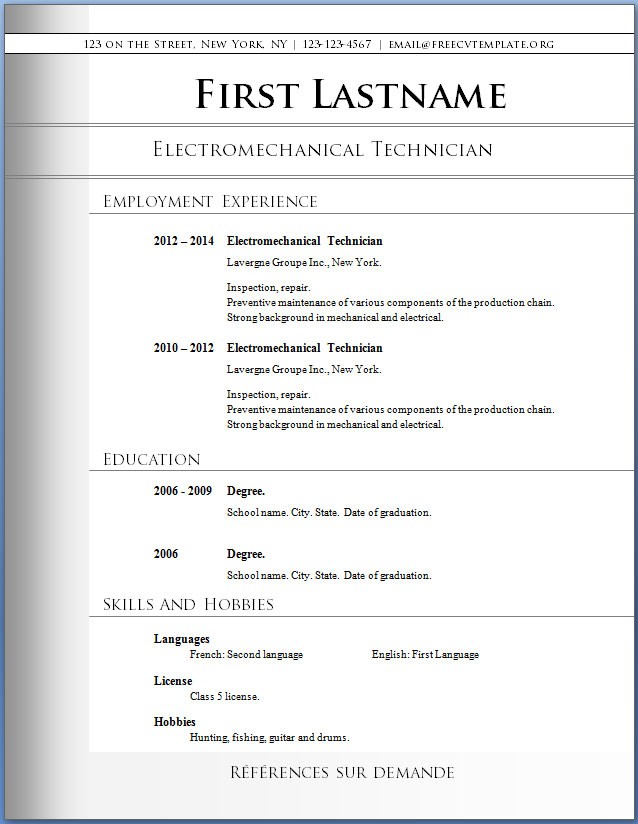 123 on the Street, New York, NY | 123-123-4567 | email@freecvtemplate.org
First Lastname
Electromechanical Technician
Employment Experience
2012 – 2014 Electromechanical Technician
Lavergne Groupe Inc., New York.
Inspection, repair.
Preventive maintenance of various components of the production chain.
Strong background in mechanical and electrical.
2010 – 2012 Electromechanical Technician
Lavergne Groupe Inc., New York.
Inspection, repair.
Preventive maintenance of various components of the production chain.
Strong background in mechanical and electrical.
Education
2006 - 2009 Degree.
School name. City. State. Date of graduation.
2006 Degree.
School name. City. State. Date of graduation.
Skills and Hobbies
Languages
French: Second language English: First Language
License
Class 5 license.
Hobbies
Hunting, fishing, guitar and drums.
Références sur demande